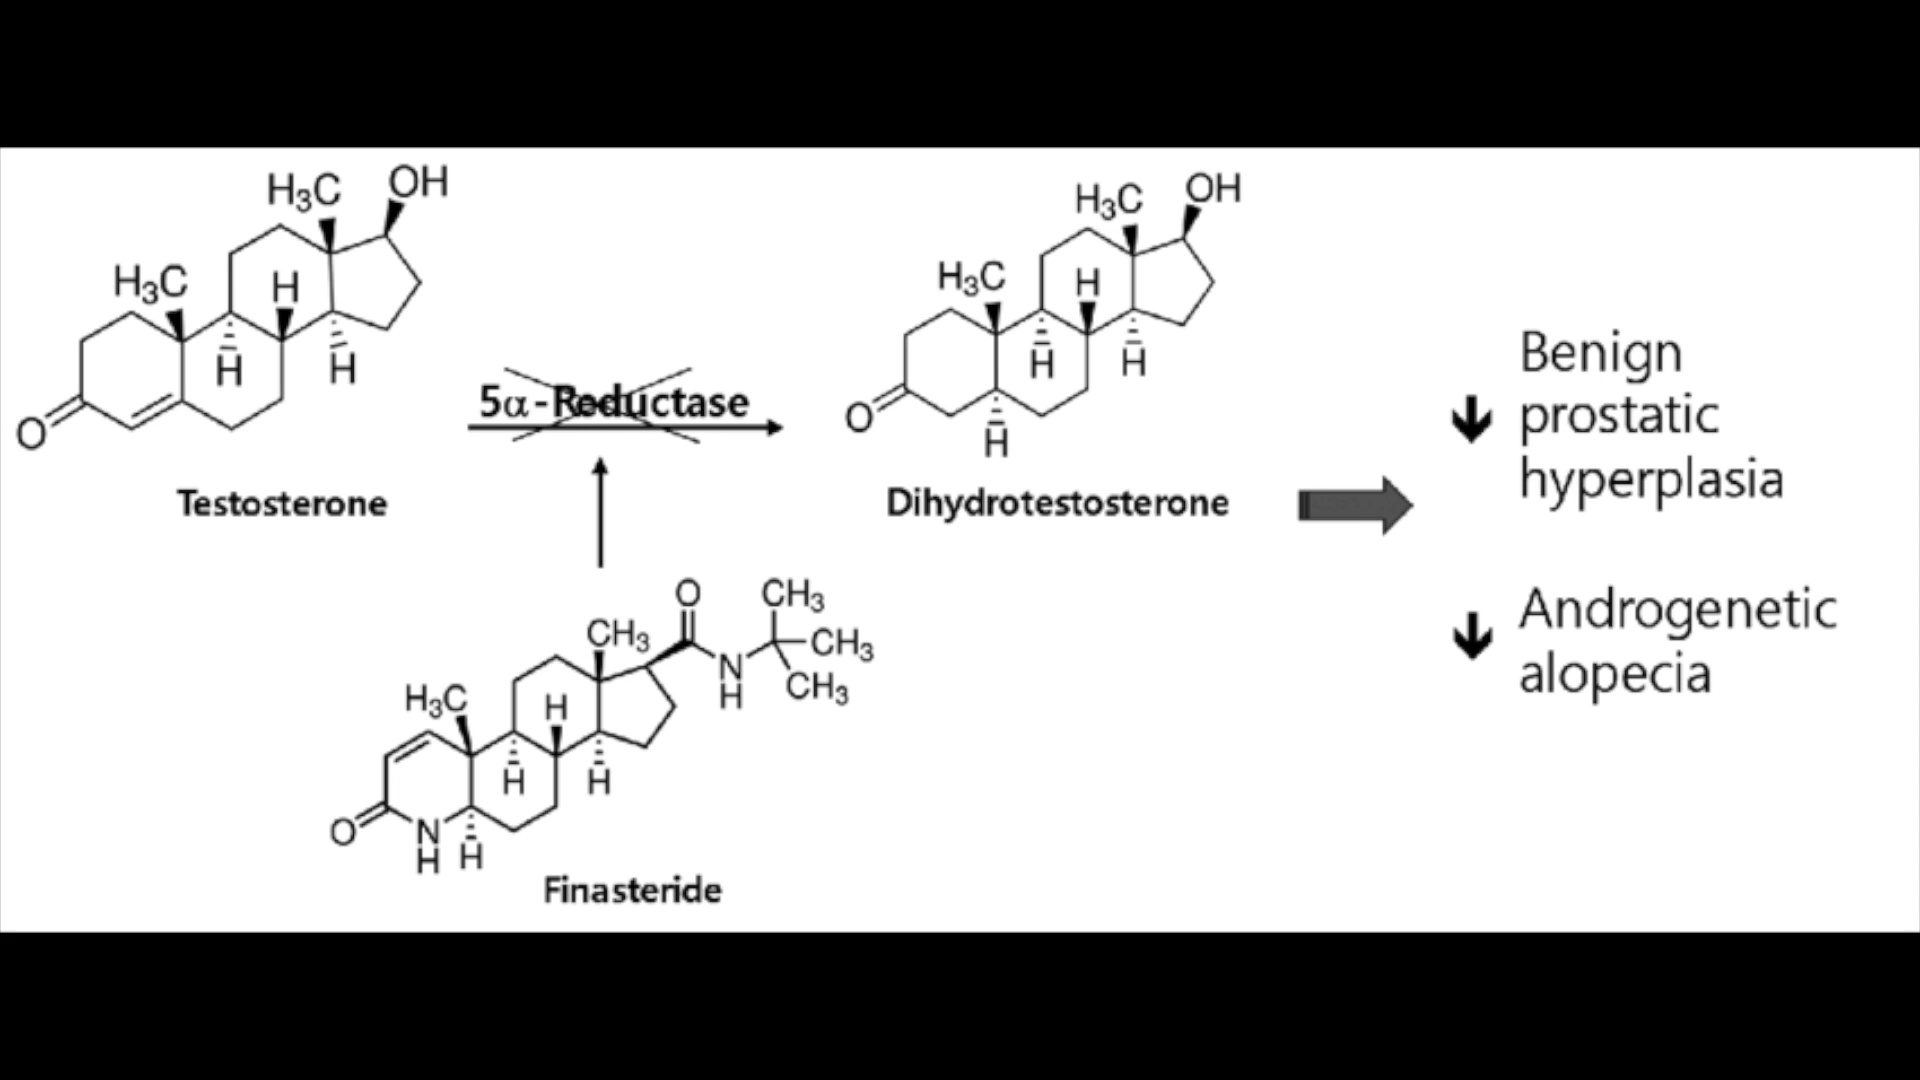 H₃C
OH
H₃C
H
H
H
O
Testosterone
5α-Reductase
H₃C
OH
H₃C
H
H
H
O
H
Dihydrotestosterone
Benign
prostatic
hyperplasia
Androgenetic
alopecia
O
CH₃
CH₃
CH₃
N
H
CH₃
H₃C
H
H
H
O
N
H
H
Finasteride